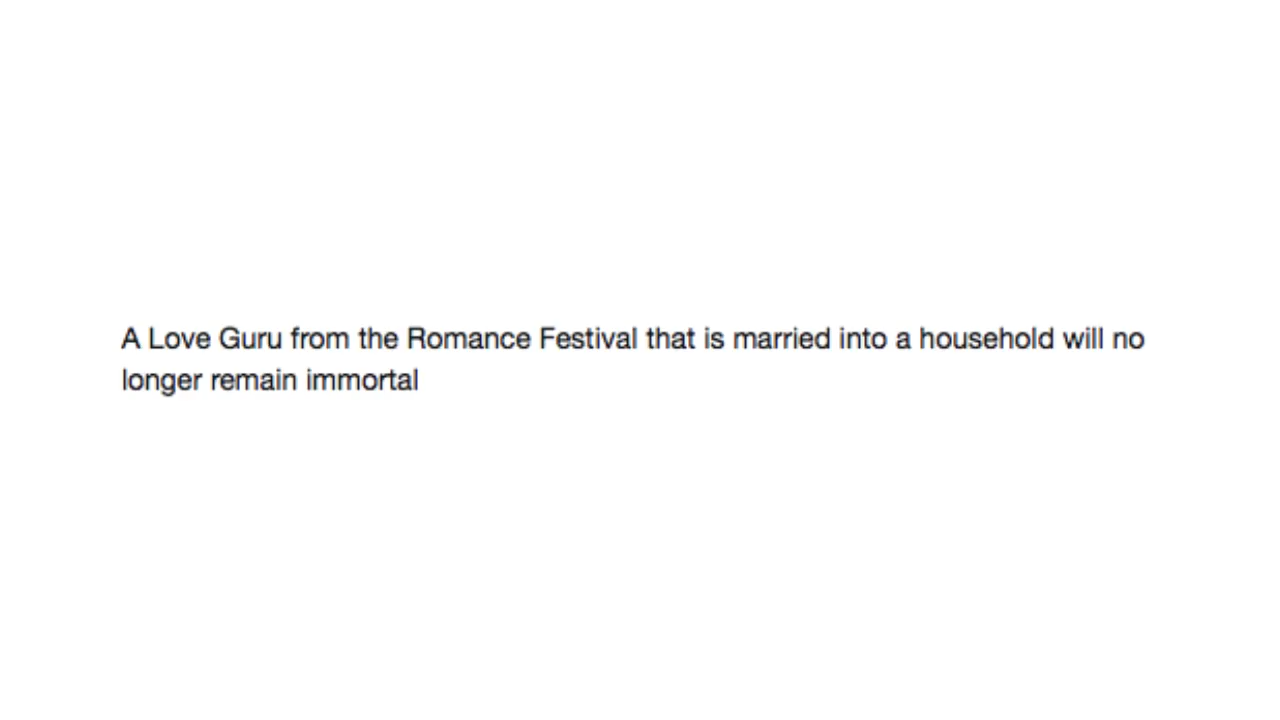 A Love Guru from the Romance Festival that is married into a household will no
longer remain immortal